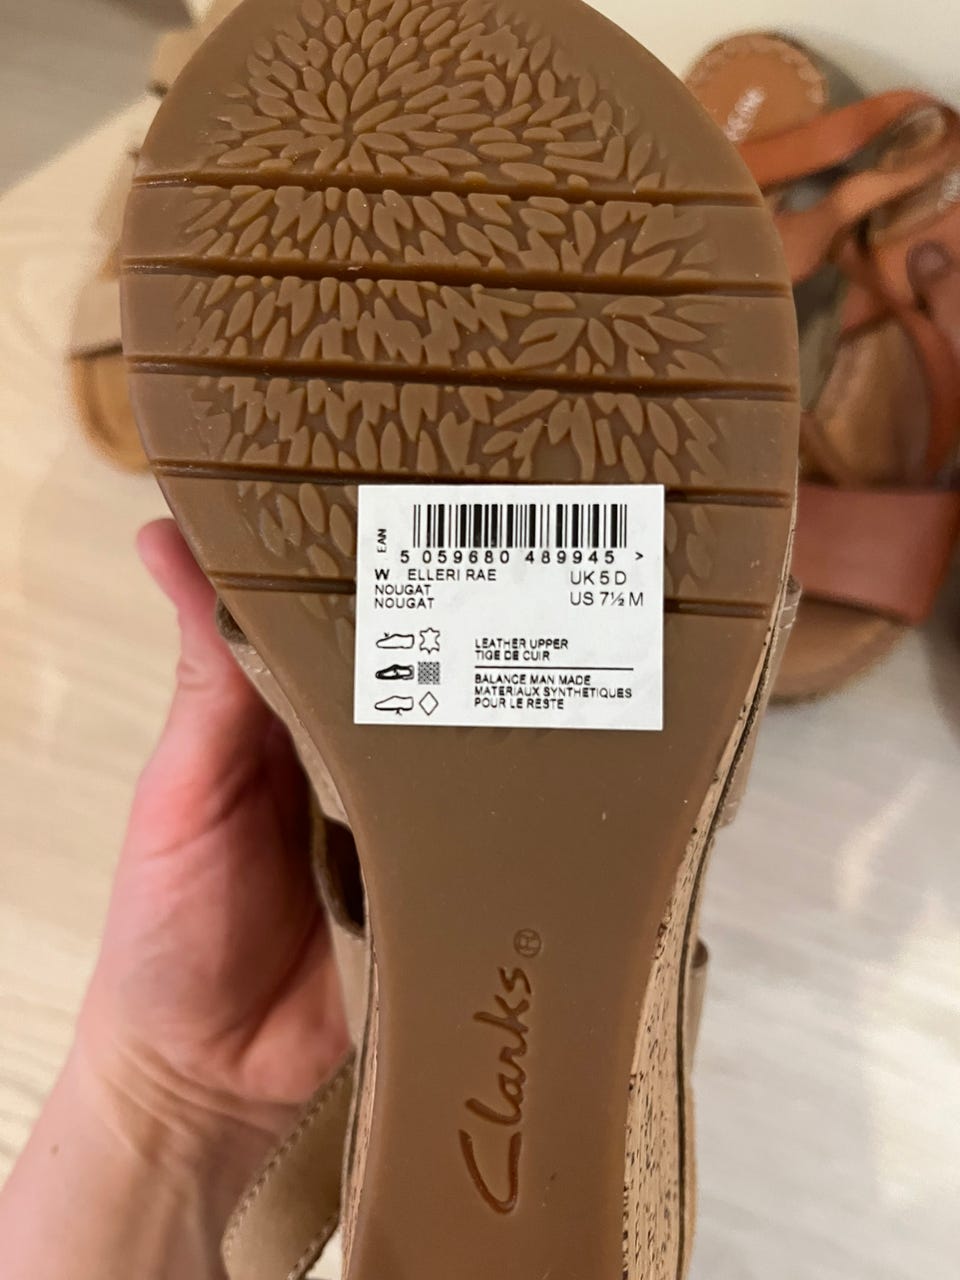 EAN
5 059680 489945 >
W ELLERI RAE UK 5 D
NOUGAT
NOUGAT US 7½ M
LEATHER UPPER
TIGE DE CUIR
BALANCE MAN MADE
MATERIAUX SYNTHETIQUES
POUR LE RESTE
Clarks®